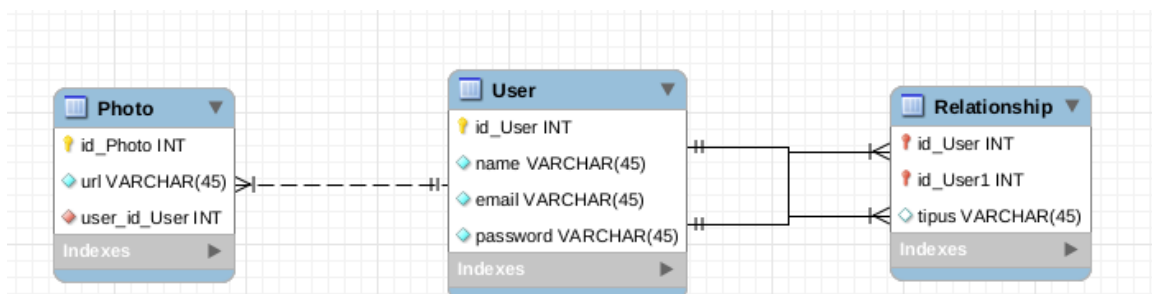 Photo
id_Photo INT
url VARCHAR(45)
user_id_User INT
Indexes
User
id_User INT
name VARCHAR(45)
email VARCHAR(45)
password VARCHAR(45)
Indexes
Relationship
id_User INT
id_User1 INT
tipus VARCHAR(45)
Indexes